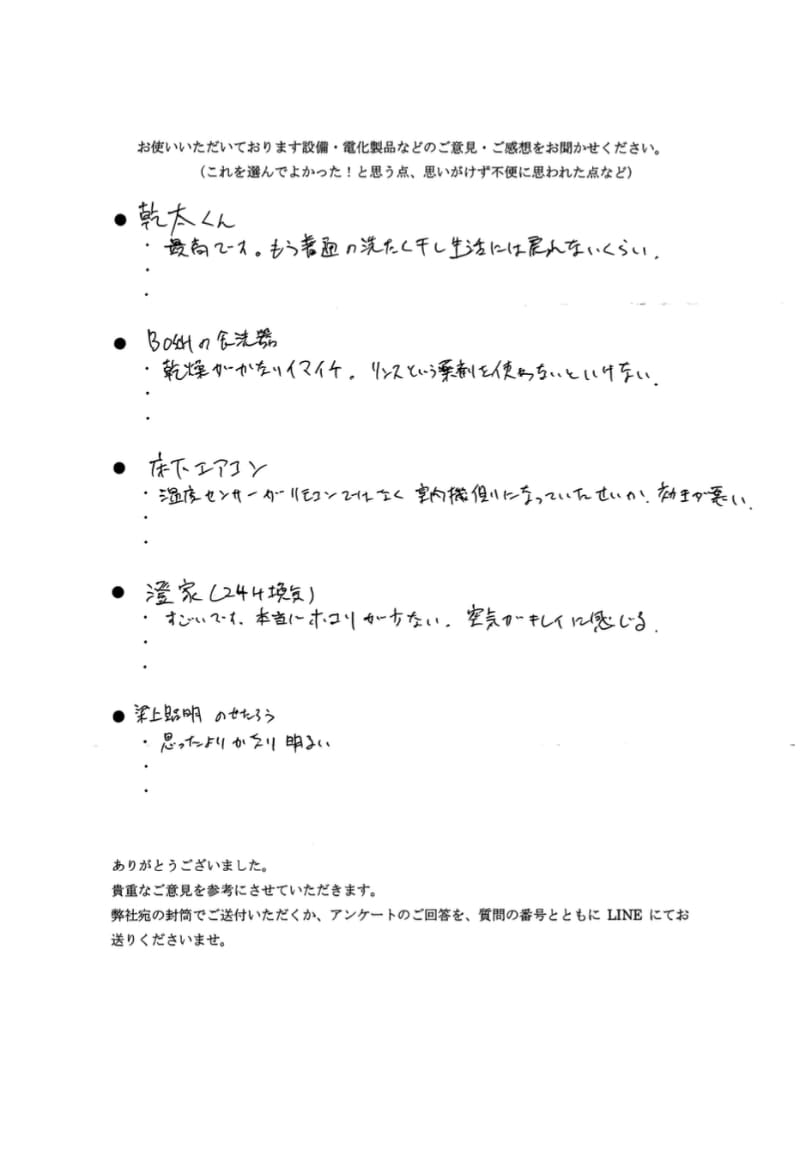 お使いいただいております設備・電化製品などのご意見・ご感想をお聞かせください。
（これを選んでよかった！と思う点、思いがけず不便に思われた点など）
● 乾太くん
・ 最高です。もう普通の洗たく干し生活には戻れないくらい.
・
・
● Boschの食洗器
・ 乾燥がかなりイマイチ。リンスという薬剤を使わないといけない.
・
・
● 床下エアコン
・ 温度センサーがリモコンではなく室内機側になっていたせいか、効きが悪い.
・
・
● 澄家(24H換気)
・ すごいです、本当にホコリが少ない. 空気がキレイに感じる.
・
・
● 梁上照明 のせたろう
・ 思ったよりかなり明るい
・
・
ありがとうございました。
貴重なご意見を参考にさせていただきます。
弊社宛の封筒でご送付いただくか、アンケートのご回答を、質問の番号とともに LINE にてお
送りくださいませ。